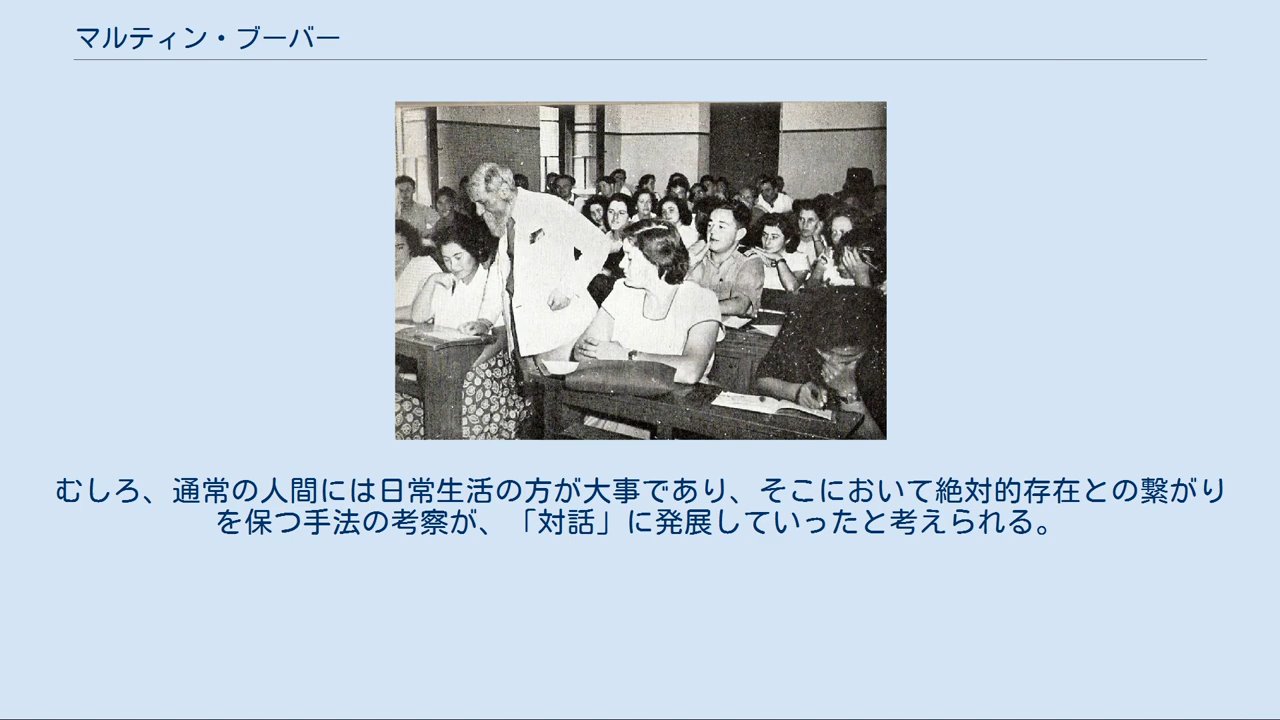 マルティン・ブーバー
むしろ、通常の人間には日常生活の方が大事であり、そこにおいて絶対的存在との繋がり
を保つ手法の考察が、「対話」に発展していったと考えられる。